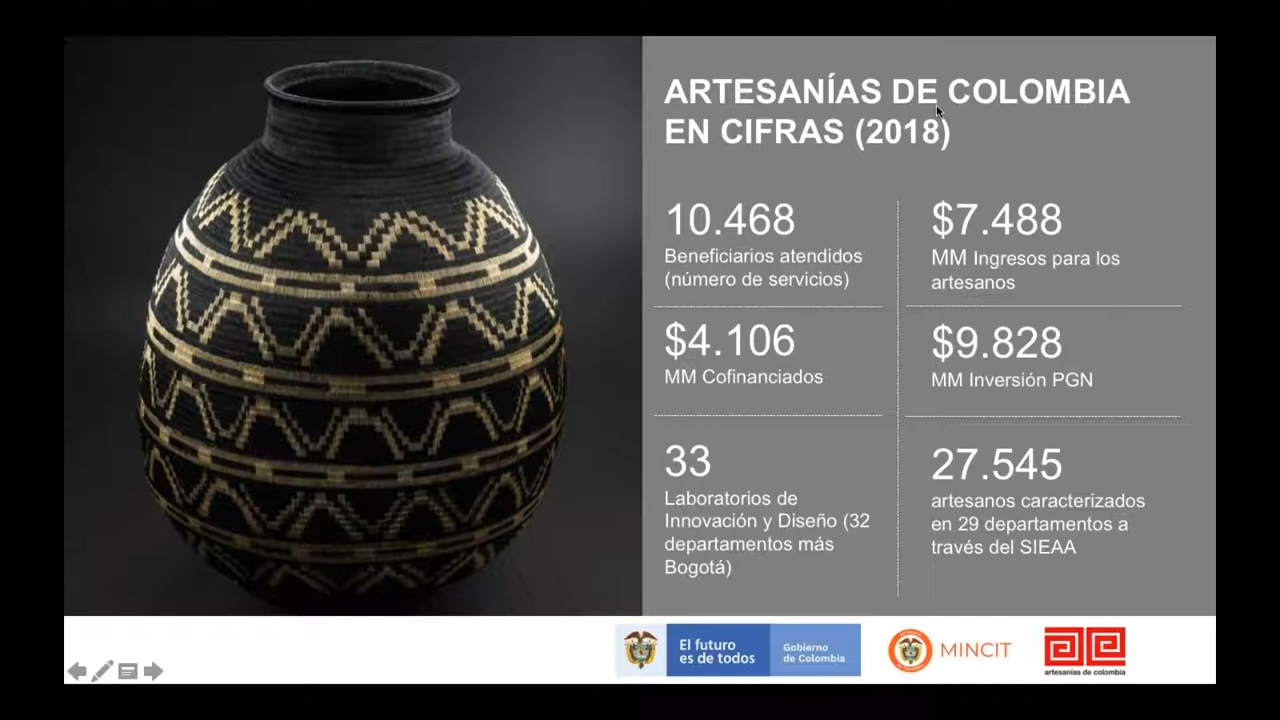 ARTESANÍAS DE COLOMBIA
EN CIFRAS (2018)
10.468
Beneficiarios atendidos
(número de servicios)
$7.488
MM Ingresos para los
artesanos
$4.106
MM Cofinanciados
$9.828
MM Inversión PGN
33
Laboratorios de
Innovación y Diseño (32
departamentos más
Bogotá)
27.545
artesanos caracterizados
en 29 departamentos a
través del SIEAA
El futuro
es de todos
Gobierno
de Colombia
MINCIT
artesanías de colombia